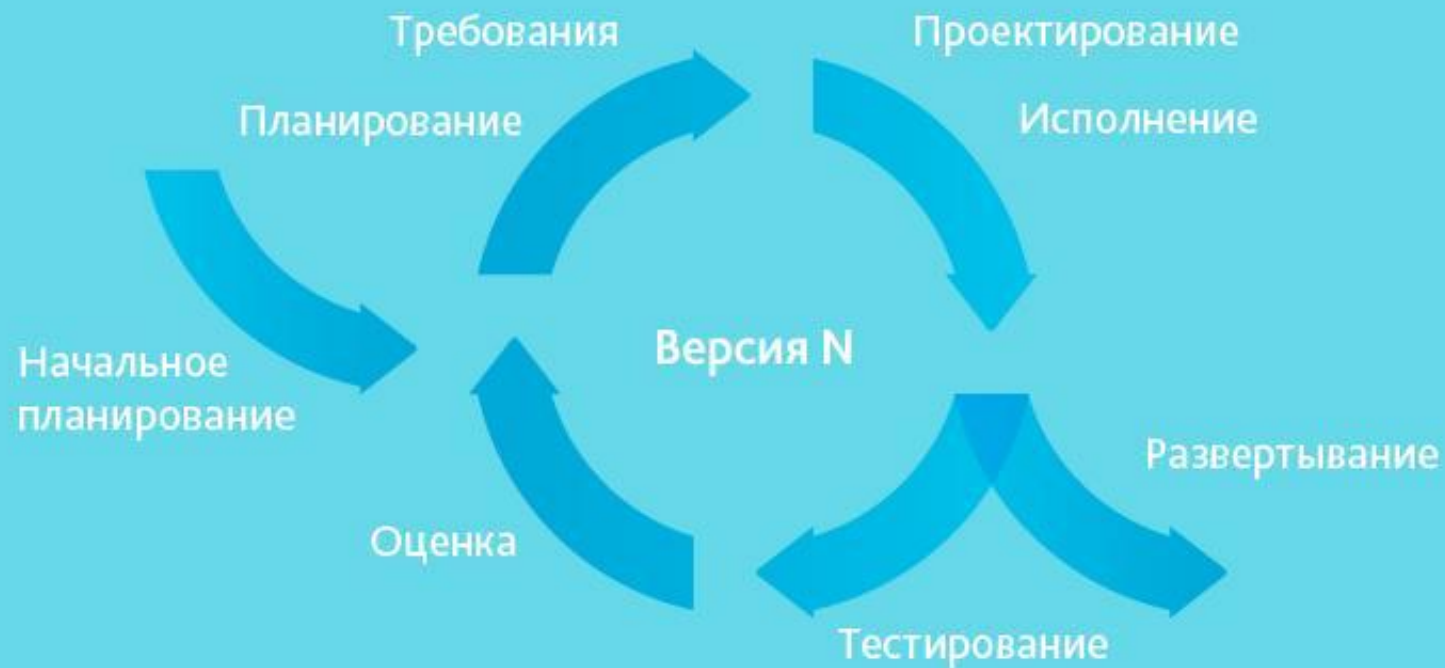 Требования
Проектирование
Планирование
Исполнение
Версия N
Начальное
планирование
Развертывание
Оценка
Тестирование